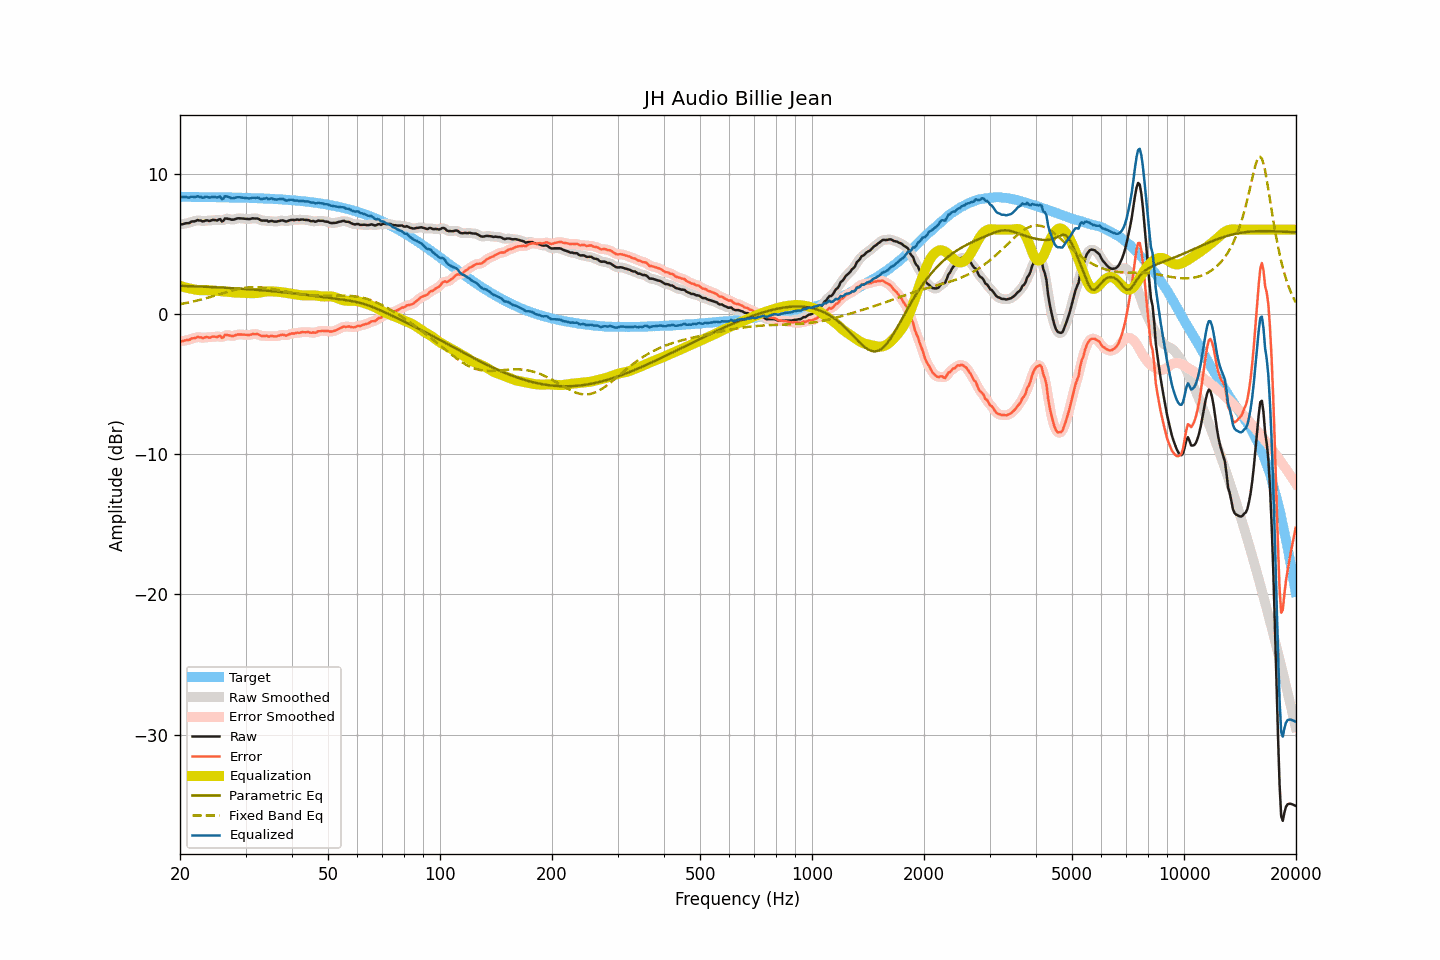 JH Audio Billie Jean
Amplitude (dBr)
10
0
−10
−20
−30
Target
Raw Smoothed
Error Smoothed
Raw
Error
Equalization
Parametric Eq
Fixed Band Eq
Equalized
20 50 100 200 500 1000 2000 5000 10000 20000
Frequency (Hz)